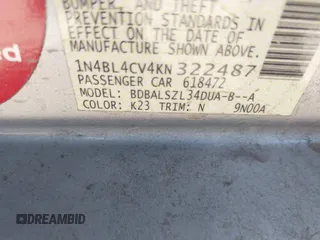 BUMPER, AND THEFT
PREVENTION STANDARDS IN
EFFECT ON THE DATE OF
MANUFACTURE SHOWN ABOVE.
1N4BL4CV4KN322487
PASSENGER CAR 618472
MODEL: BDBALSZL34DUA-B--A
COLOR: K23 TRIM: N 9N00A
DREAMBID